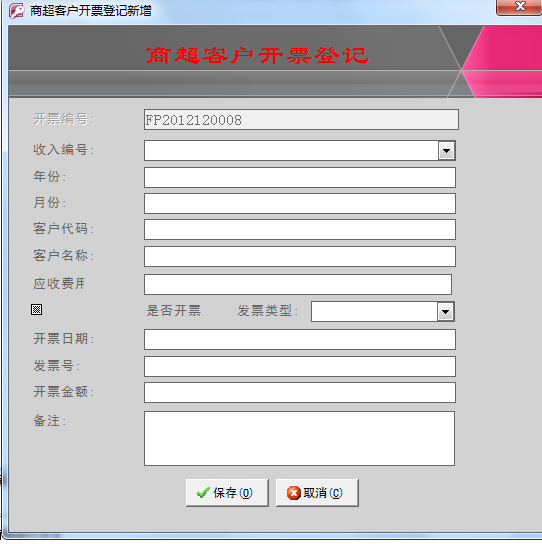 商超客户开票登记新增
商超客户开票登记
开票编号: FP2012120008
收入编号:
年份:
月份:
客户代码:
客户名称:
应收费用
是否开票 发票类型:
开票日期:
发票号:
开票金额:
备注:
保存(O) 取消(C)